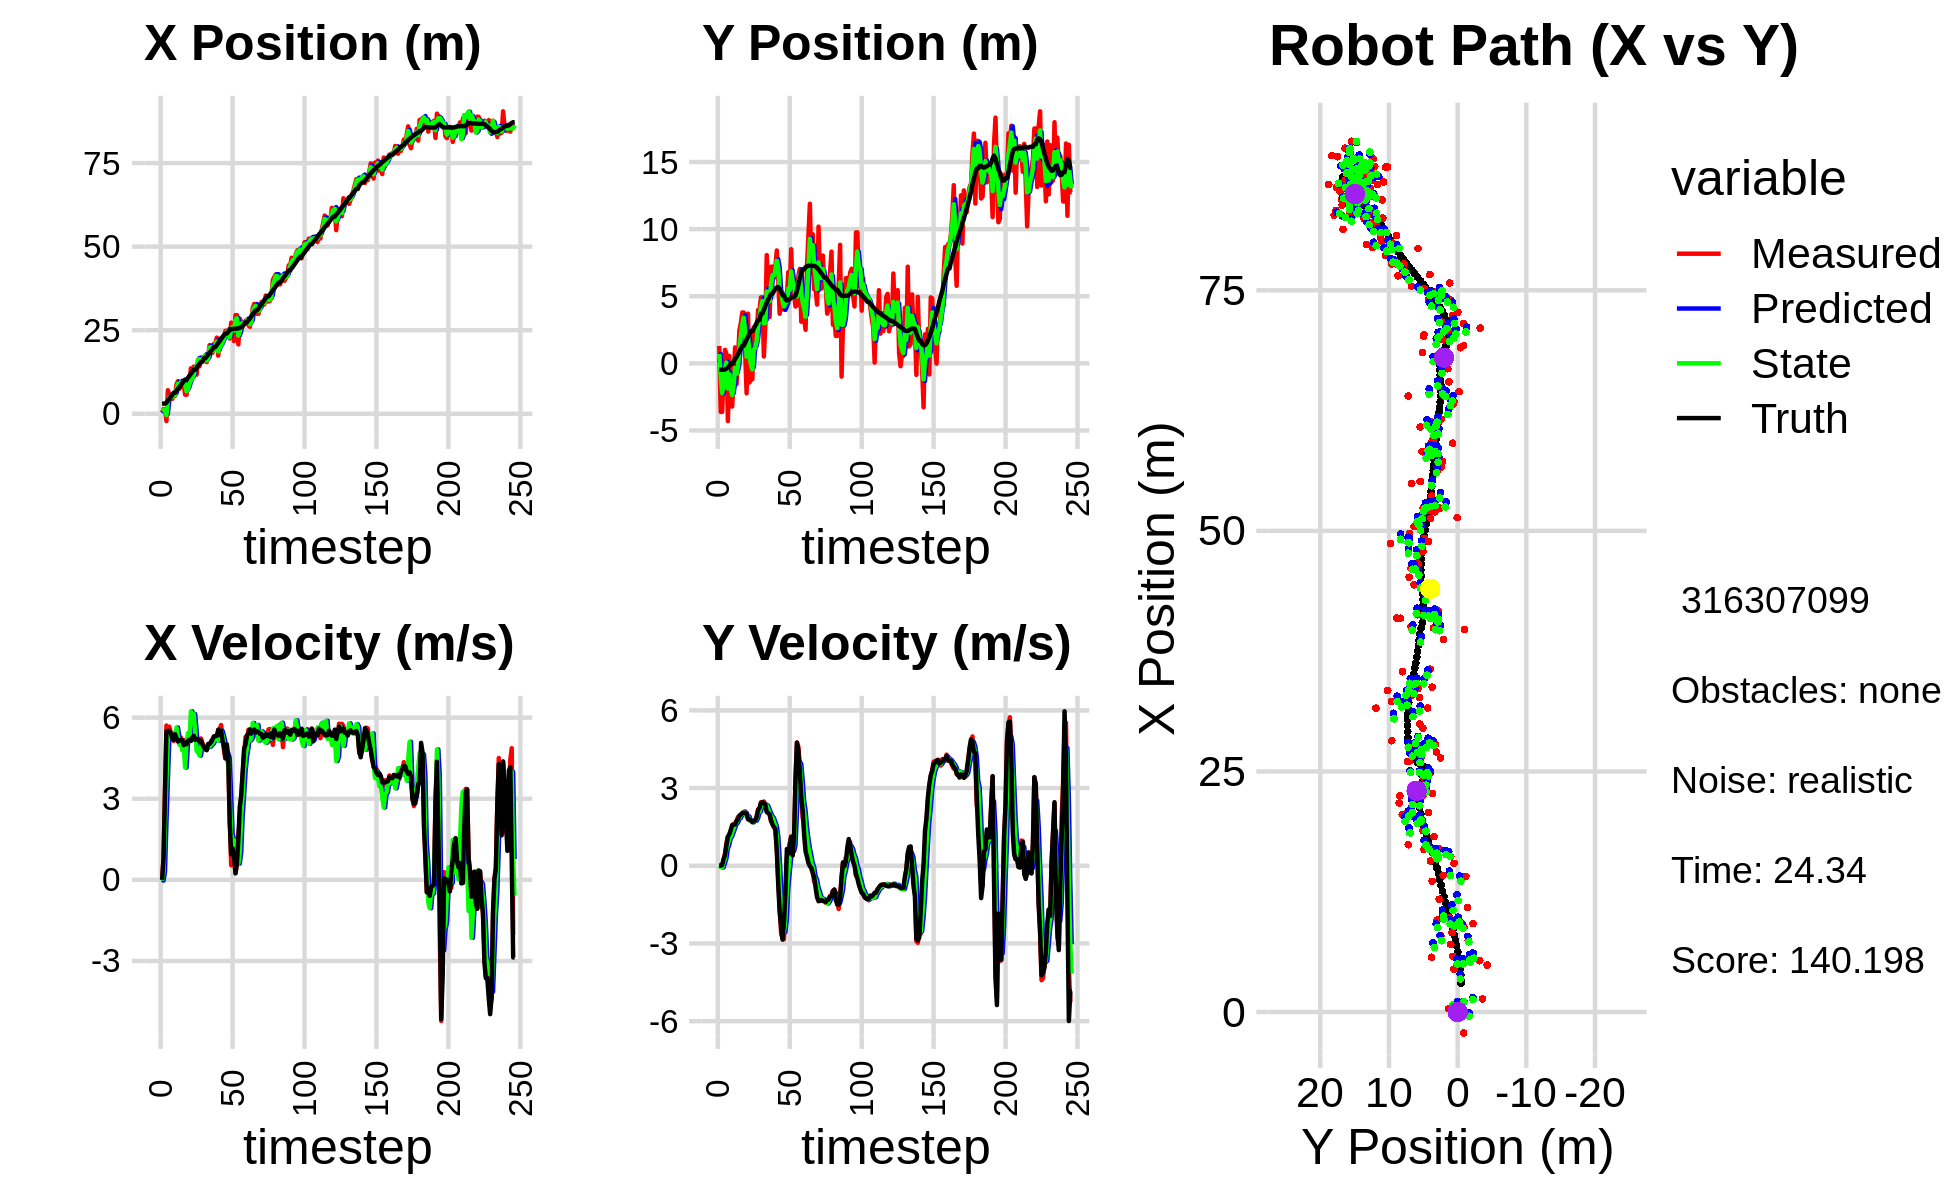 X Position (m)
75
50
25
0
0
50
100
150
200
250
timestep
Y Position (m)
15
10
5
0
-5
0
50
100
150
200
250
timestep
X Velocity (m/s)
6
3
0
-3
0
50
100
150
200
250
timestep
Y Velocity (m/s)
6
3
0
-3
-6
0
50
100
150
200
250
timestep
Robot Path (X vs Y)
X Position (m)
75
50
25
0
20 10 0 -10 -20
Y Position (m)
variable
Measured
Predicted
State
Truth
316307099
Obstacles: none
Noise: realistic
Time: 24.34
Score: 140.198